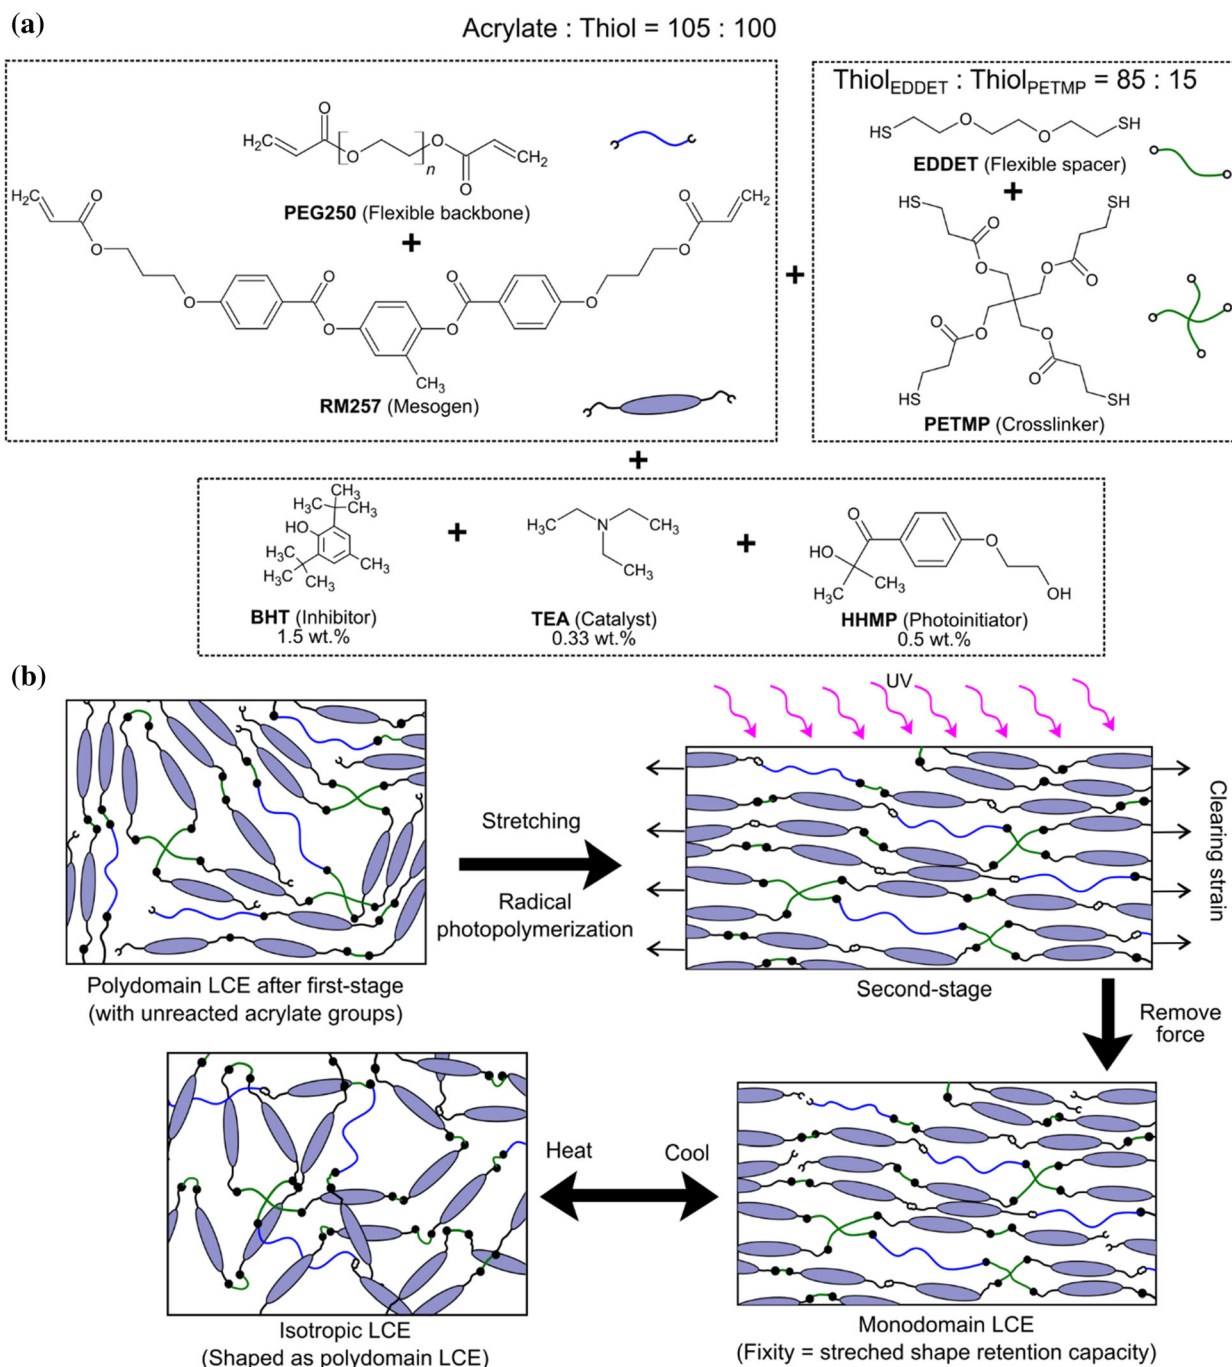 (a)
Acrylate : Thiol = 105 : 100
Thiol_EDDET : Thiol_PETMP = 85 : 15
H₂C
O
O
n
O
O
CH₂
PEG250 (Flexible backbone)
+
H₂C
O
O
O
O
O
O
O
O
O
CH₂
CH₃
RM257 (Mesogen)
+
HS
O
O
SH
EDDET (Flexible spacer)
+
HS
SH
O
O
O
O
O
O
O
O
HS
SH
PETMP (Crosslinker)
+
CH₃
H₃C
CH₃
HO
H₃C
H₃C
CH₃
CH₃
BHT (Inhibitor)
1.5 wt.%
+
H₃C
N
CH₃
CH₃
TEA (Catalyst)
0.33 wt.%
+
O
HO
H₃C
CH₃
O
OH
HHMP (Photoinitiator)
0.5 wt.%
(b)
UV
Stretching
Radical
photopolymerization
Clearing strain
Polydomain LCE after first-stage
(with unreacted acrylate groups)
Second-stage
Remove
force
Heat
Cool
Isotropic LCE
(Shaped as polydomain LCE)
Monodomain LCE
(Fixity = streched shape retention capacity)